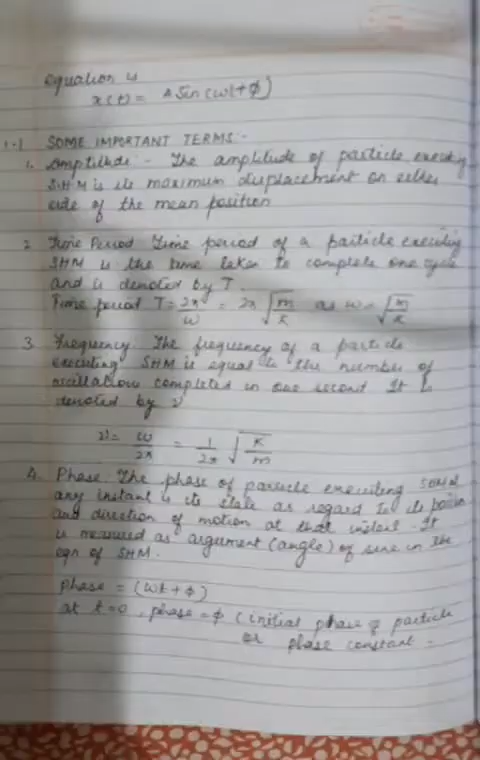 equation is
x(t) = A Sin (ωt + ϕ)
1.1 SOME IMPORTANT TERMS :-
1. Amplitude - The amplitude of particle executing
S.H.M is its maximum displacement on either
side of the mean position
2. Time Period Time period of a particle executing
SHM is the time taken to complete one cycle
and is denoted by T.
Time period T = 2π/ω = 2π √(m/k) as ω = √(m/k)
3. Frequency. The frequency of a particle
executing SHM is equal to the number of
oscillations completed in one second It is
denoted by ν
ν = ω/2π = 1/2π √(k/m)
4. Phase The phase of particle executing SHM at
any instant is its state as regard to its position
and direction of motion at that instant. It
is measured as argument (angle) of sine in the
eqn of SHM.
Phase = (ωt + ϕ)
at t=0, phase = ϕ (initial phase of particle
or phase constant -